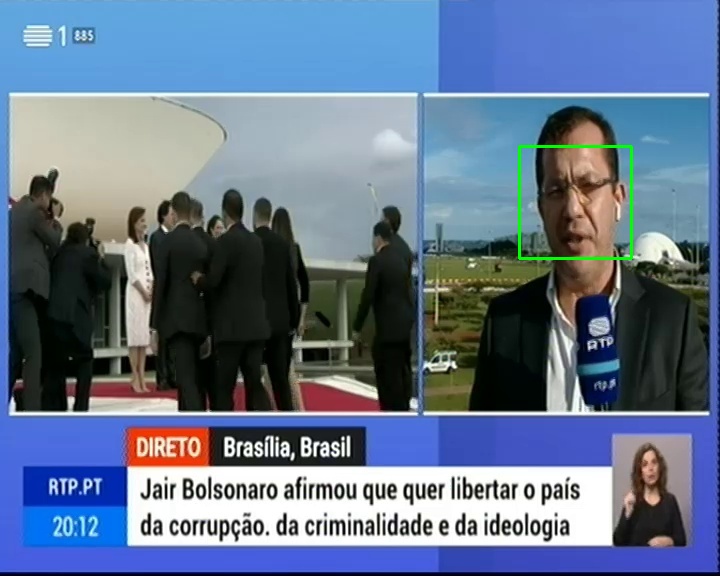 1 885
RTP
rtp.pt
DIRETO Brasília, Brasil
RTP.PT
20:12
Jair Bolsonaro afirmou que quer libertar o país
da corrupção. da criminalidade e da ideologia